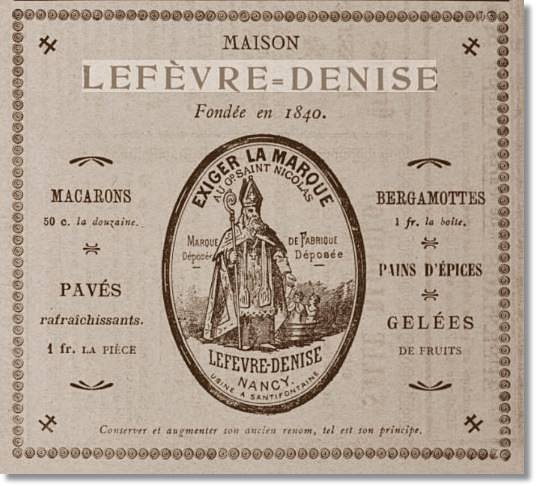 MAISON
LEFÈVRE=DENISE
Fondée en 1840.
MACARONS
50 c. la douzaine.
PAVÉS
rafraîchissants.
1 fr. LA PIÈCE
EXIGER LA MARQUE
AU Gᴅ SAINT NICOLAS
MARQUE DE FABRIQUE
Déposée Déposée
LEFEVRE-DENISE
NANCY.
USINE A SANTIFONTAINE
BERGAMOTTES
1 fr. la boîte.
PAINS D'ÉPICES
GELÉES
DE FRUITS
Conserver et augmenter son ancien renom, tel est son principe.